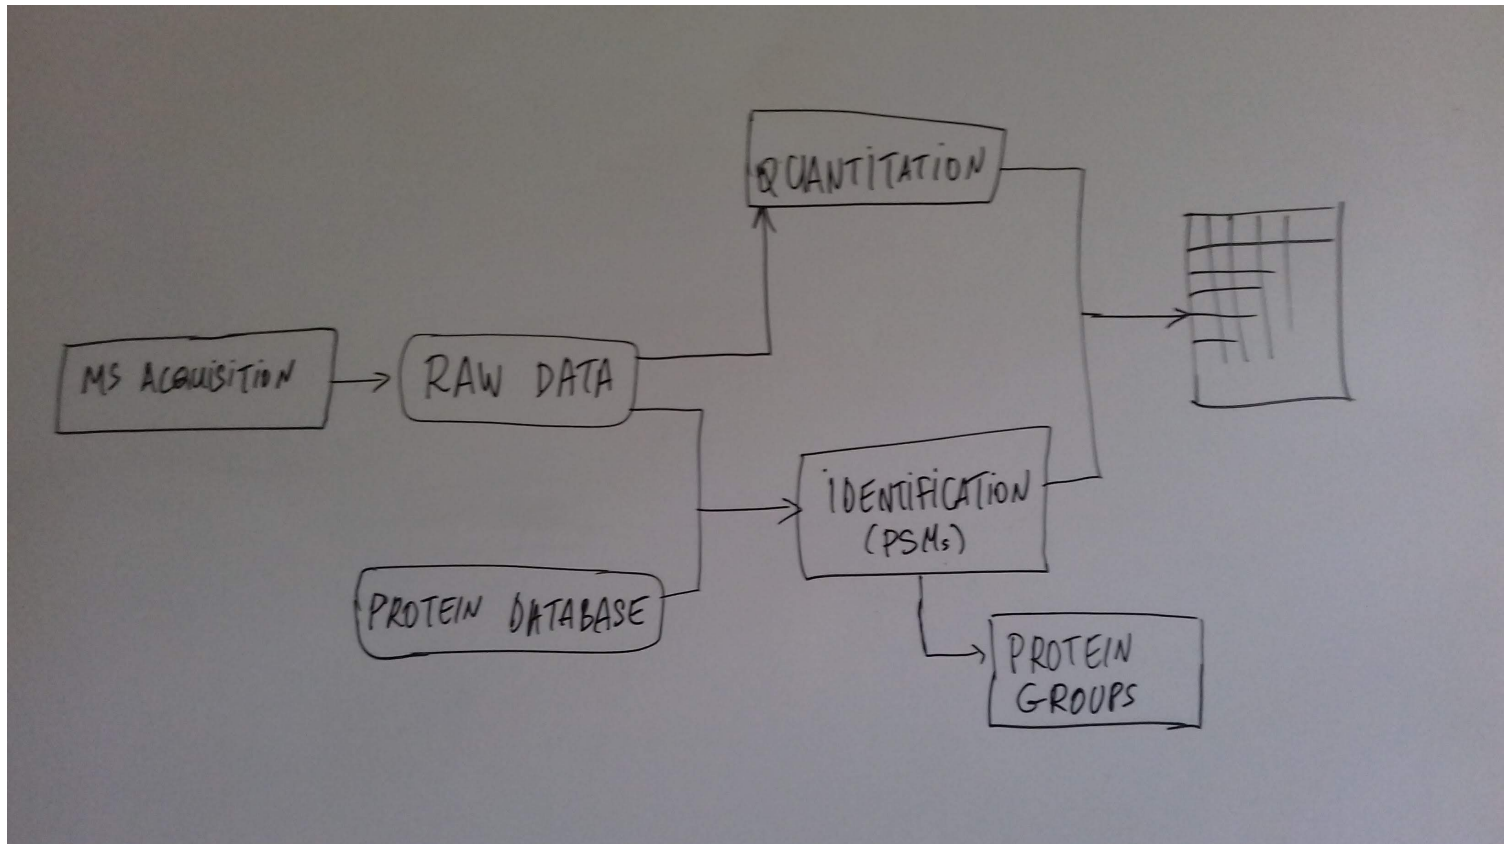 QUANTITATION
MS ACQUISITION
RAW DATA
IDENTIFICATION
(PSMs)
PROTEIN DATABASE
PROTEIN
GROUPS